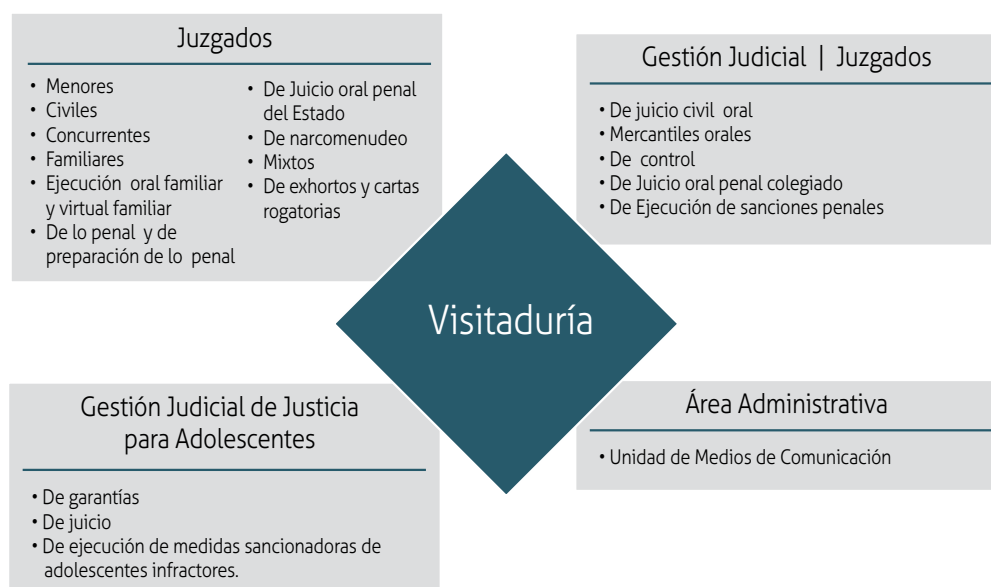 Juzgados
• Menores
• Civiles
• Concurrentes
• Familiares
• Ejecución oral familiar
y virtual familiar
• De lo penal y de
preparación de lo penal
• De Juicio oral penal
del Estado
• De narcomenudeo
• Mixtos
• De exhortos y cartas
rogatorias
Gestión Judicial | Juzgados
• De juicio civil oral
• Mercantiles orales
• De control
• De Juicio oral penal colegiado
• De Ejecución de sanciones penales
Visitaduría
Gestión Judicial de Justicia
para Adolescentes
• De garantías
• De juicio
• De ejecución de medidas sancionadoras de
adolescentes infractores.
Área Administrativa
• Unidad de Medios de Comunicación